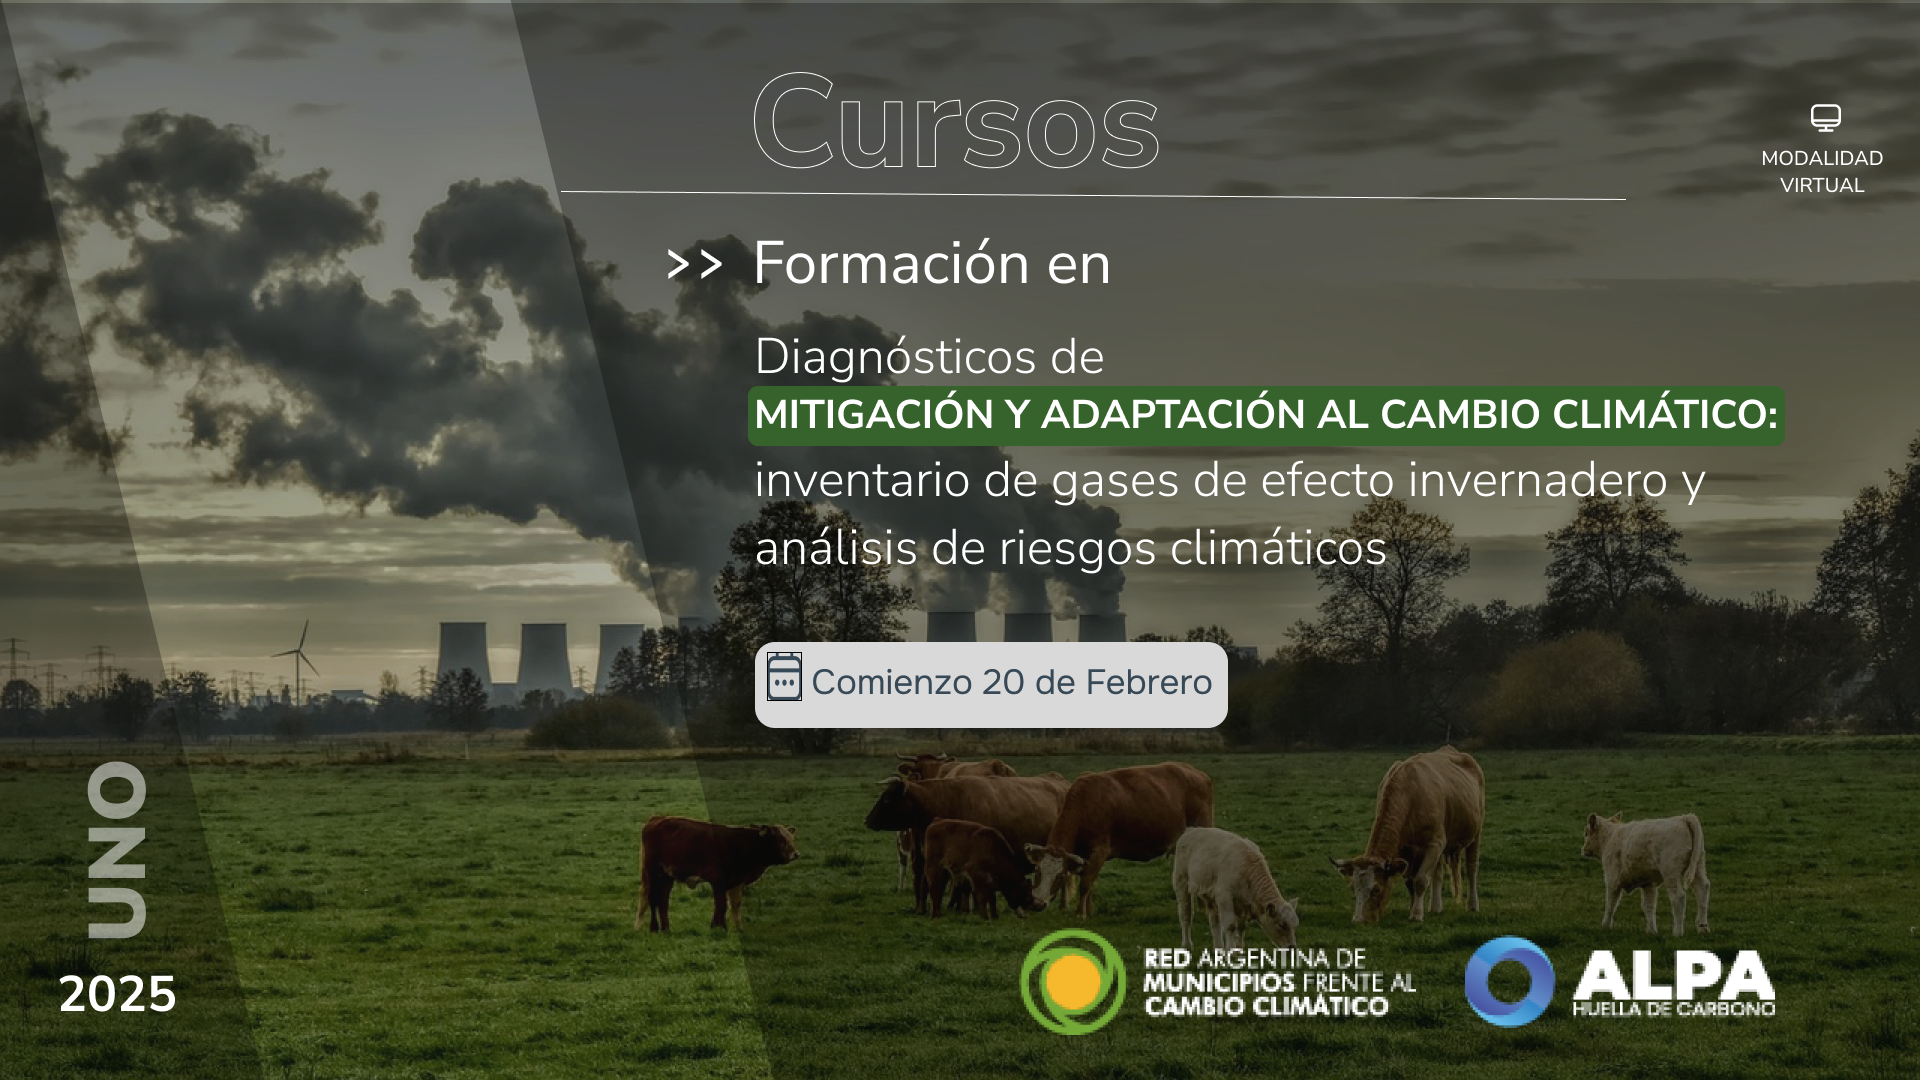 Cursos
MODALIDAD
VIRTUAL
>> Formación en
Diagnósticos de
MITIGACIÓN Y ADAPTACIÓN AL CAMBIO CLIMÁTICO:
inventario de gases de efecto invernadero y
análisis de riesgos climáticos
Comienzo 20 de Febrero
UNO
2025
RED ARGENTINA DE
MUNICIPIOS FRENTE AL
CAMBIO CLIMÁTICO
ALPA
HUELLA DE CARBONO